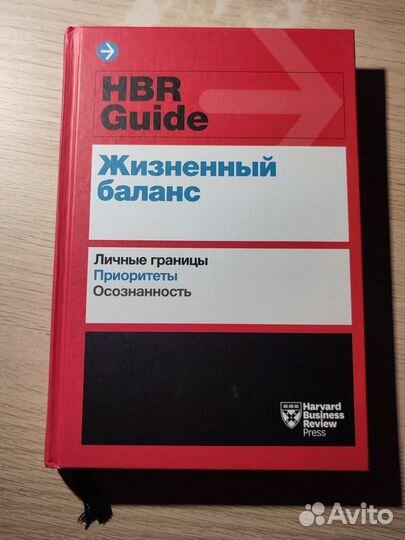 HBR
Guide
Жизненный
баланс
Личные границы
Приоритеты
Осознанность
Harvard
Business
Review
Press
Avito